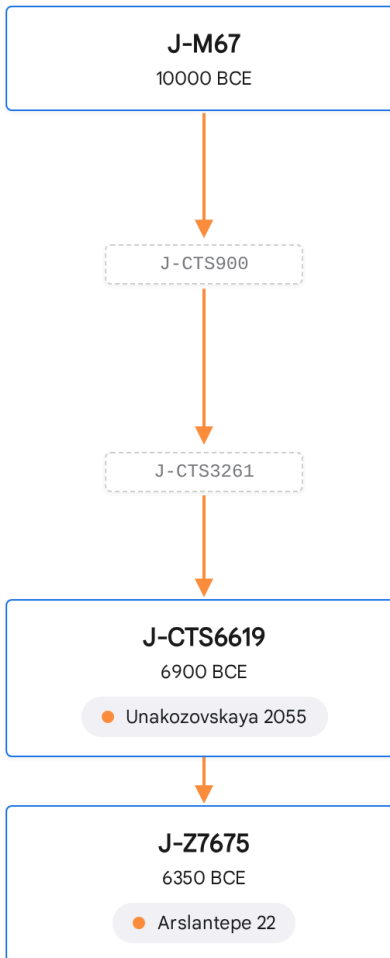 J-M67
10000 BCE
J-CTS900
J-CTS3261
J-CTS6619
6900 BCE
Unakozovskaya 2055
J-Z7675
6350 BCE
Arslantepe 22